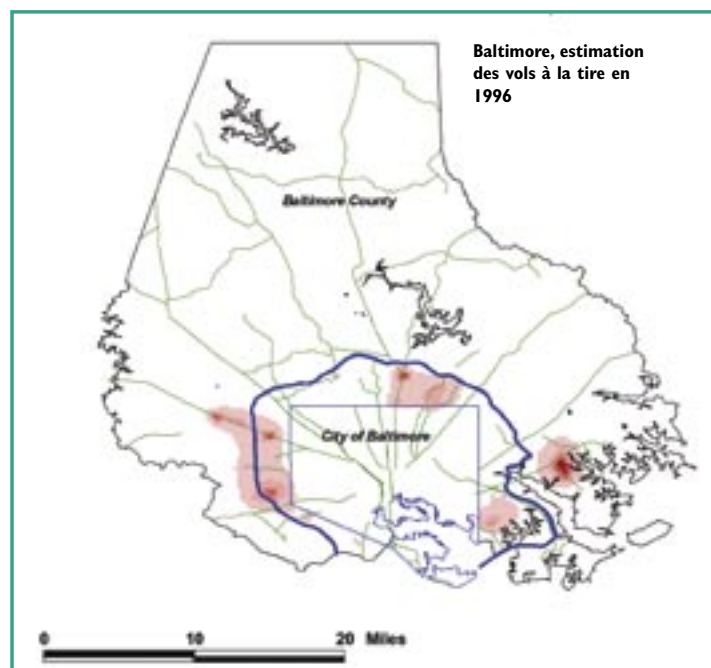 Baltimore, estimation
des vols à la tire en
1996
Baltimore County
City of Baltimore
0 10 20 Miles